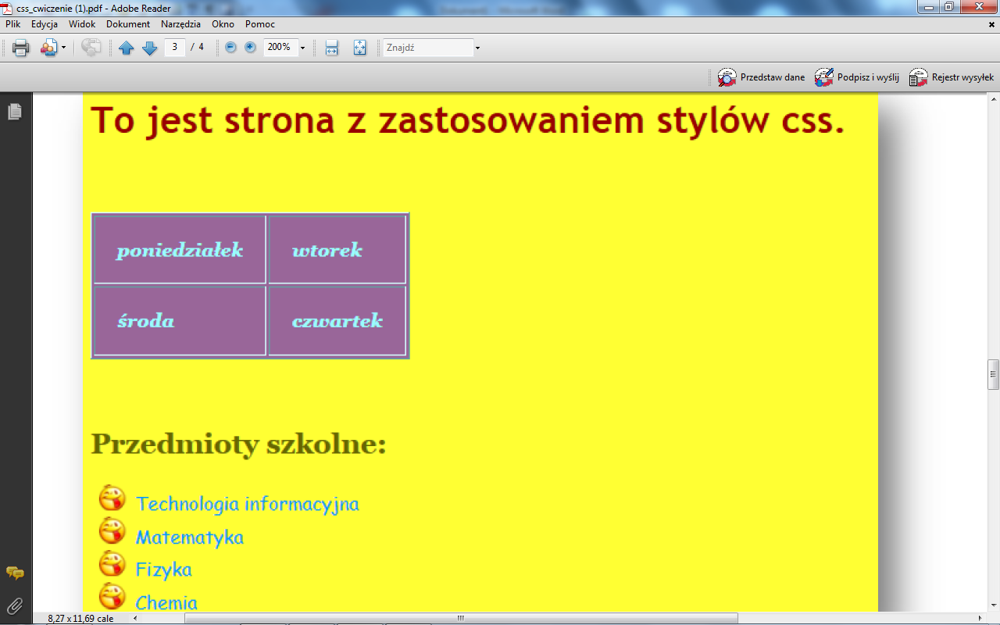 css_cwiczenie (1).pdf - Adobe Reader
Plik Edycja Widok Dokument Narzędzia Okno Pomoc
3 / 4 200% Znajdź
Przedstaw dane Podpisz i wyślij Rejestr wysyłek
To jest strona z zastosowaniem stylów css.
poniedziałek wtorek
środa czwartek
Przedmioty szkolne:
Technologia informacyjna
Matematyka
Fizyka
Chemia
8,27 x 11,69 cale